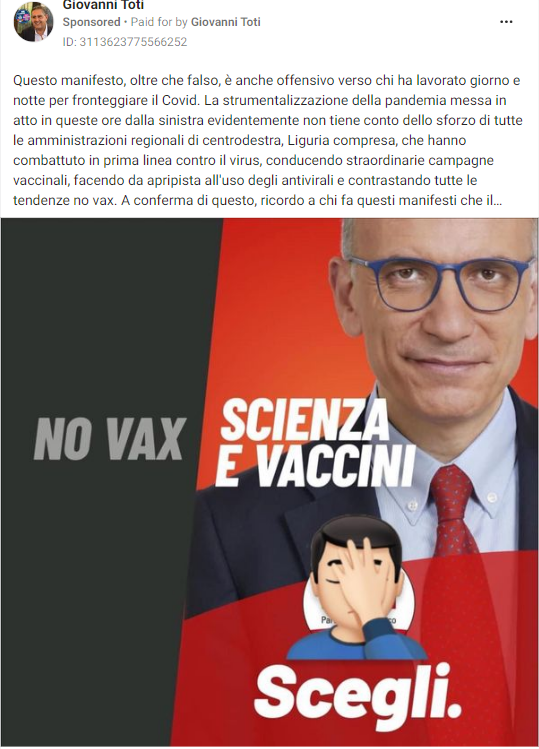 Giovanni Toti
Sponsored • Paid for by Giovanni Toti
ID: 3113623775566252
Questo manifesto, oltre che falso, è anche offensivo verso chi ha lavorato giorno e
notte per fronteggiare il Covid. La strumentalizzazione della pandemia messa in
atto in queste ore dalla sinistra evidentemente non tiene conto dello sforzo di tutte
le amministrazioni regionali di centrodestra, Liguria compresa, che hanno
combattuto in prima linea contro il virus, conducendo straordinarie campagne
vaccinali, facendo da apripista all'uso degli antivirali e contrastando tutte le
tendenze no vax. A conferma di questo, ricordo a chi fa questi manifesti che il...
NO VAX
SCIENZA
E VACCINI
Scegli.